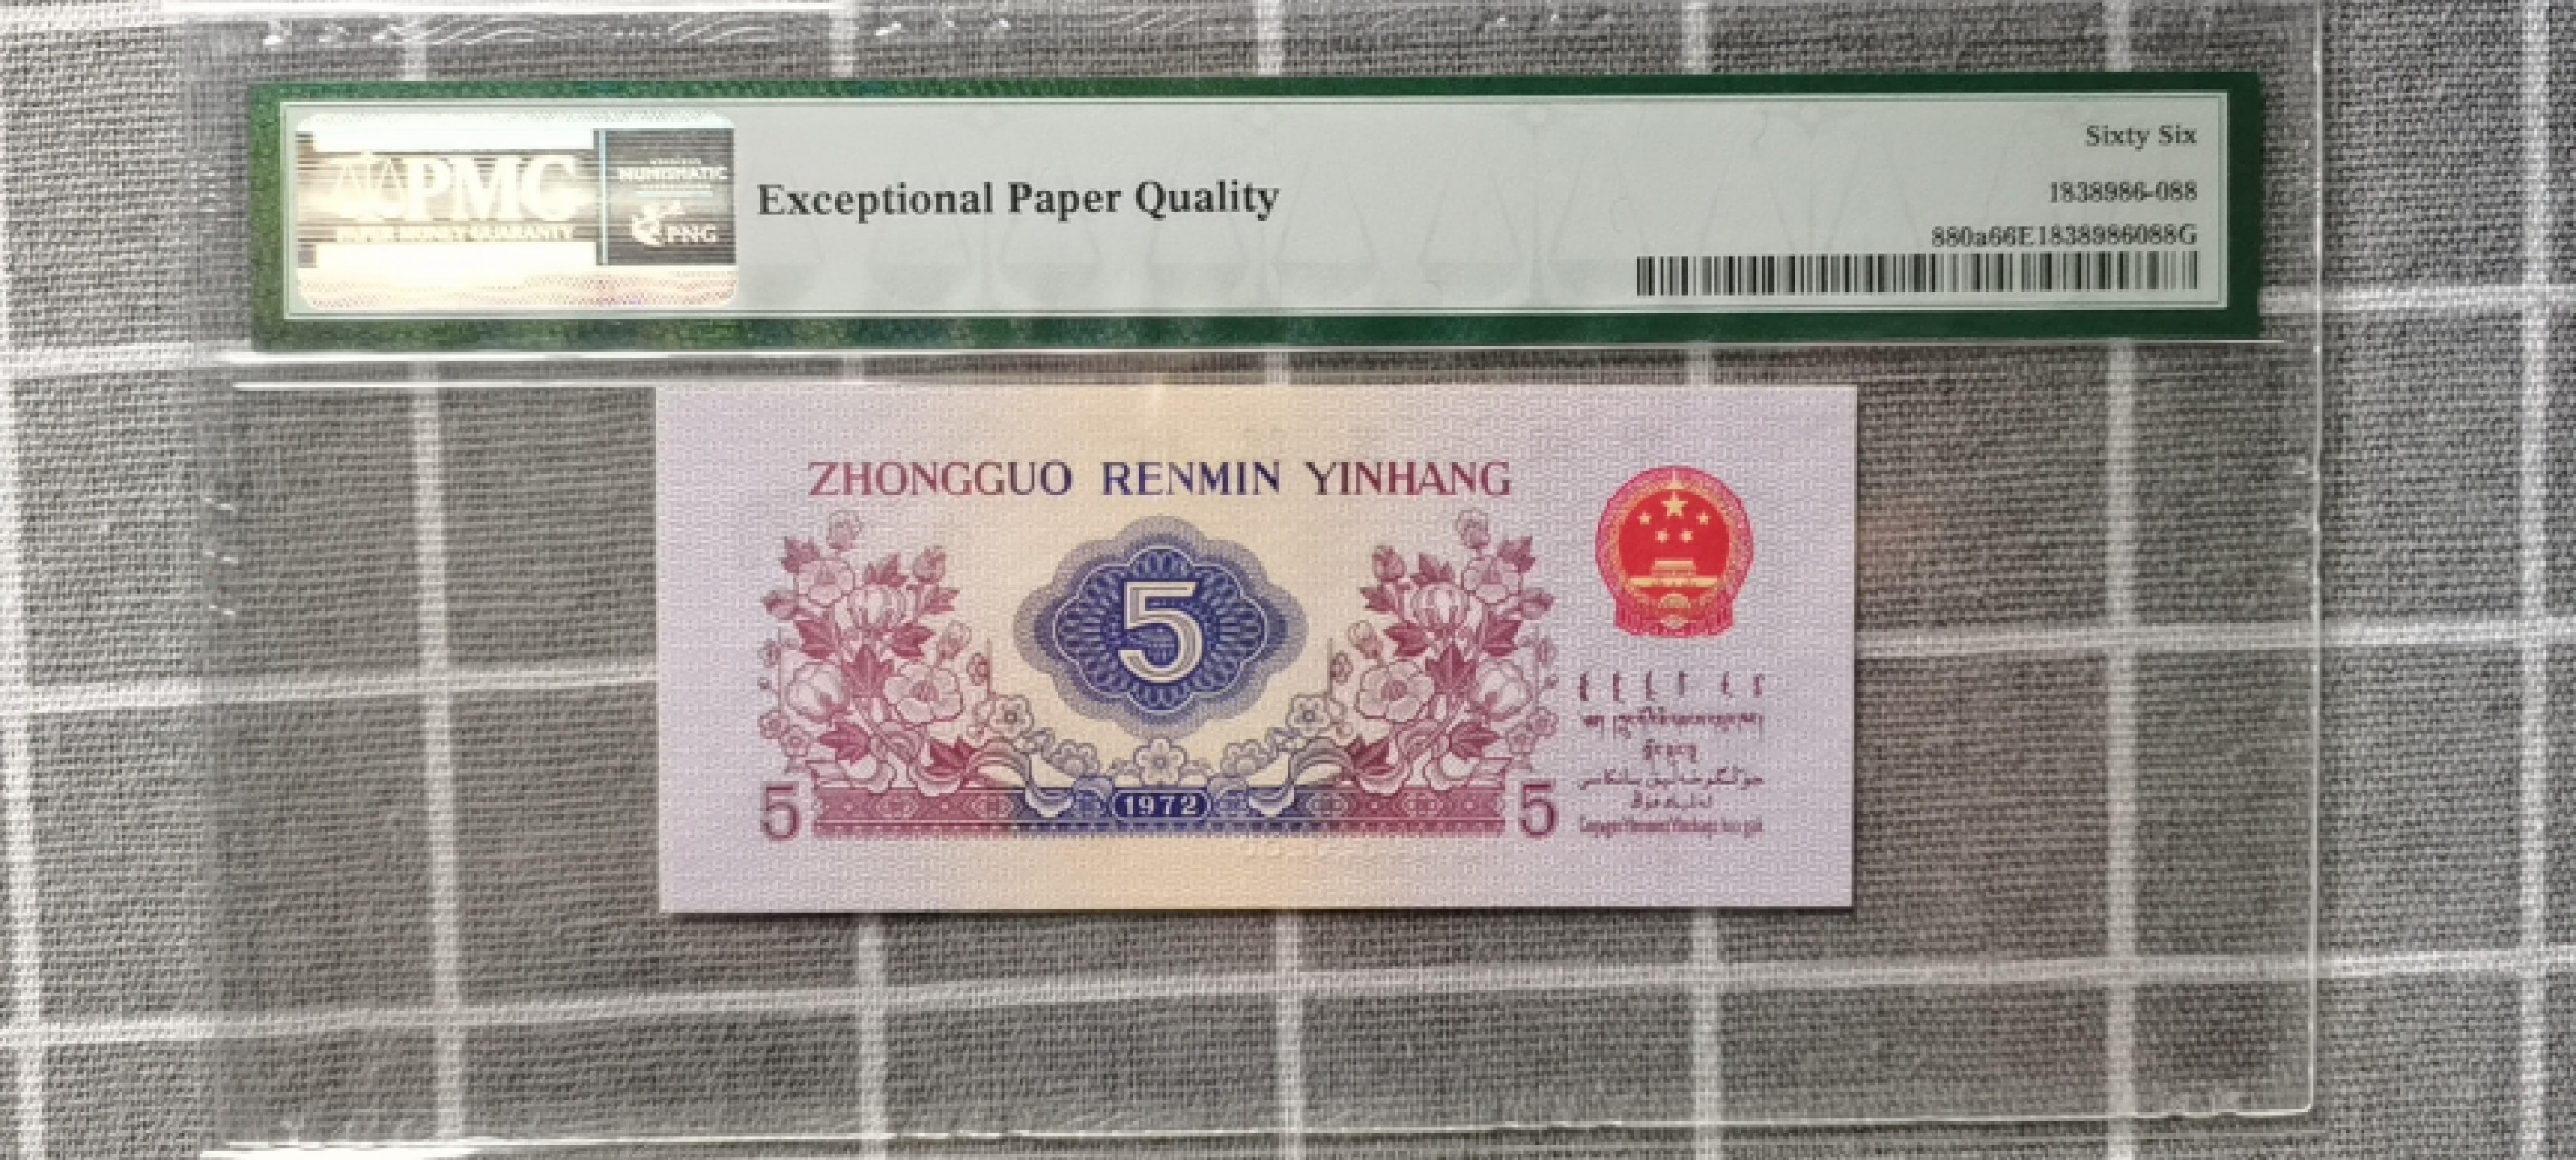 PMG
PAPER MONEY GUARANTY
NUMISMATIC
PNG
Exceptional Paper Quality
Sixty Six
1838986-088
880a66E1838986088G
ZHONGGUO RENMIN YINHANG
5
1972
5
5